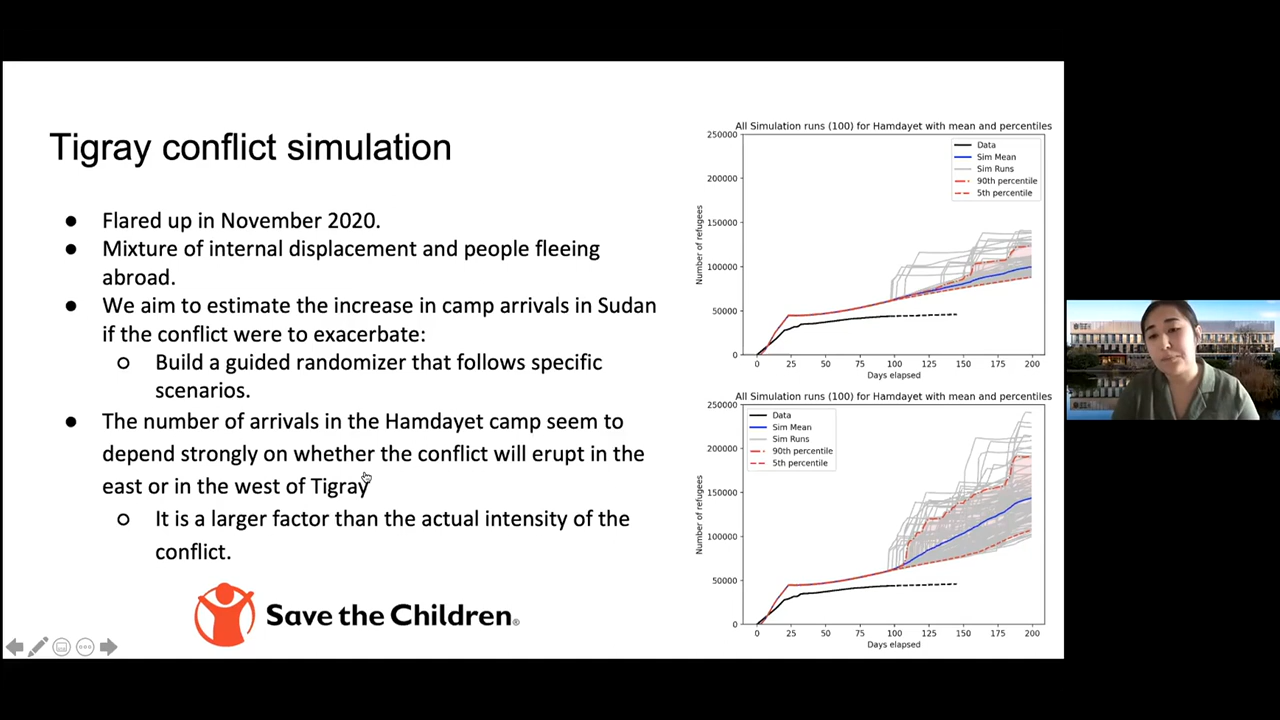 Tigray conflict simulation
● Flared up in November 2020.
● Mixture of internal displacement and people fleeing
abroad.
● We aim to estimate the increase in camp arrivals in Sudan
if the conflict were to exacerbate:
○ Build a guided randomizer that follows specific
scenarios.
● The number of arrivals in the Hamdayet camp seem to
depend strongly on whether the conflict will erupt in the
east or in the west of Tigray
○ It is a larger factor than the actual intensity of the
conflict.
Save the Children®
All Simulation runs (100) for Hamdayet with mean and percentiles
Number of refugees
250000
200000
150000
100000
50000
0
Data
Sim Mean
Sim Runs
90th percentile
5th percentile
0 25 50 75 100 125 150 175 200
Days elapsed
All Simulation runs (100) for Hamdayet with mean and percentiles
Number of refugees
250000
200000
150000
100000
50000
0
Data
Sim Mean
Sim Runs
90th percentile
5th percentile
0 25 50 75 100 125 150 175 200
Days elapsed